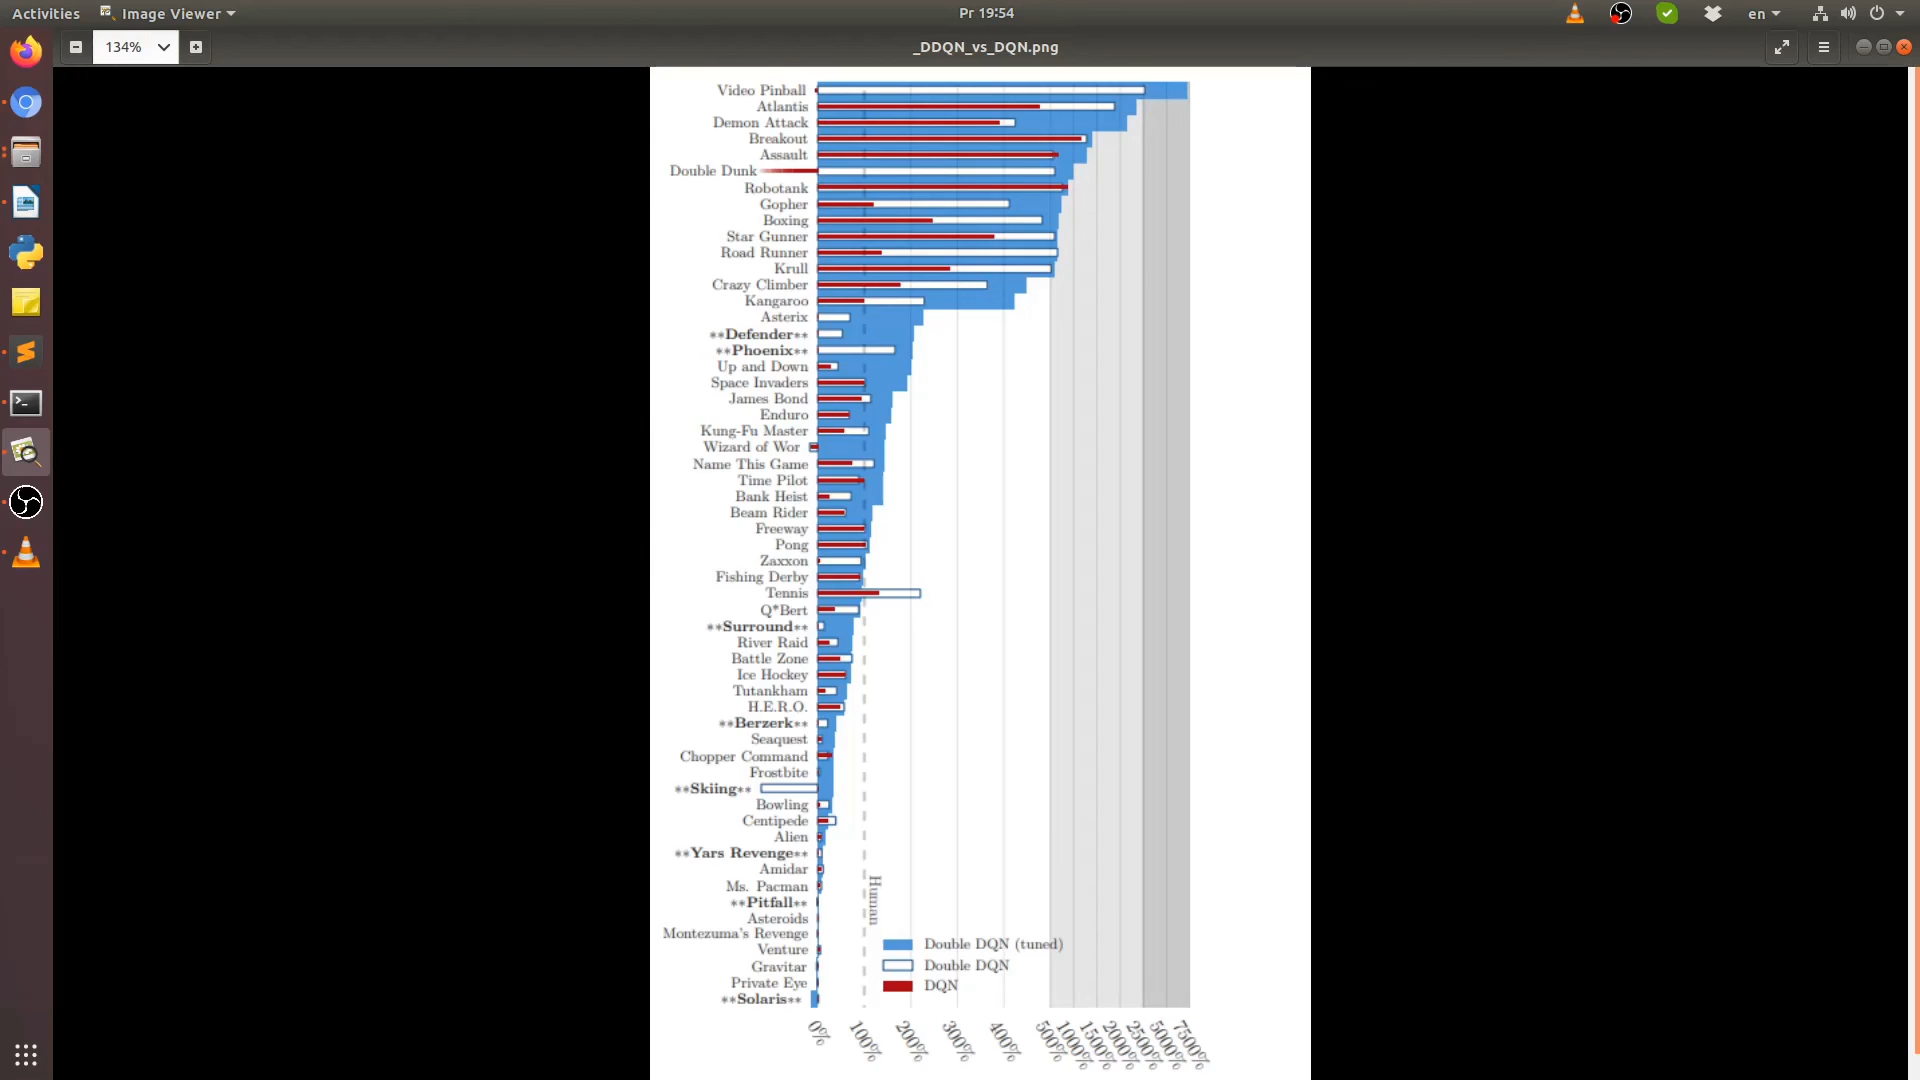 Activities Image Viewer Pr 19:54 en
134% _DDQN_vs_DQN.png
Video Pinball
Atlantis
Demon Attack
Breakout
Assault
Double Dunk
Robotank
Gopher
Boxing
Star Gunner
Road Runner
Krull
Crazy Climber
Kangaroo
Asterix
**Defender**
**Phoenix**
Up and Down
Space Invaders
James Bond
Enduro
Kung-Fu Master
Wizard of Wor
Name This Game
Time Pilot
Bank Heist
Beam Rider
Freeway
Pong
Zaxxon
Fishing Derby
Tennis
Q*Bert
**Surround**
River Raid
Battle Zone
Ice Hockey
Tutankham
H.E.R.O.
**Berzerk**
Seaquest
Chopper Command
Frostbite
**Skiing**
Bowling
Centipede
Alien
**Yars Revenge**
Amidar
Ms. Pacman
**Pitfall**
Asteroids
Montezuma's Revenge
Venture
Gravitar
Private Eye
**Solaris**
Human
Double DQN (tuned)
Double DQN
DQN
0% 100% 200% 300% 400% 500% 1000% 1500% 2000% 2500% 5000% 7500%